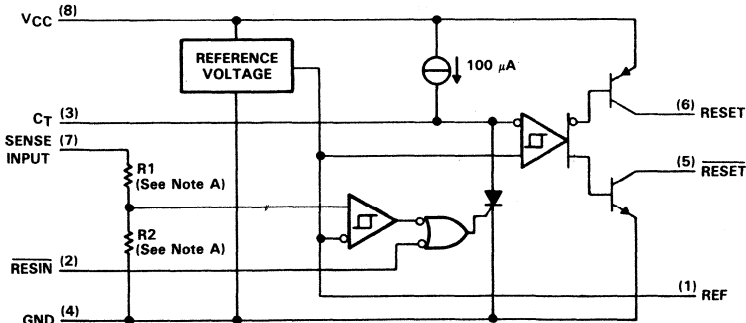 VCC (8)
REFERENCE
VOLTAGE
100 μA
CT (3)
(6) RESET
SENSE (7)
INPUT
(5) RESET
R1
(See Note A)
R2
(See Note A)
RESIN (2)
(1) REF
GND (4)